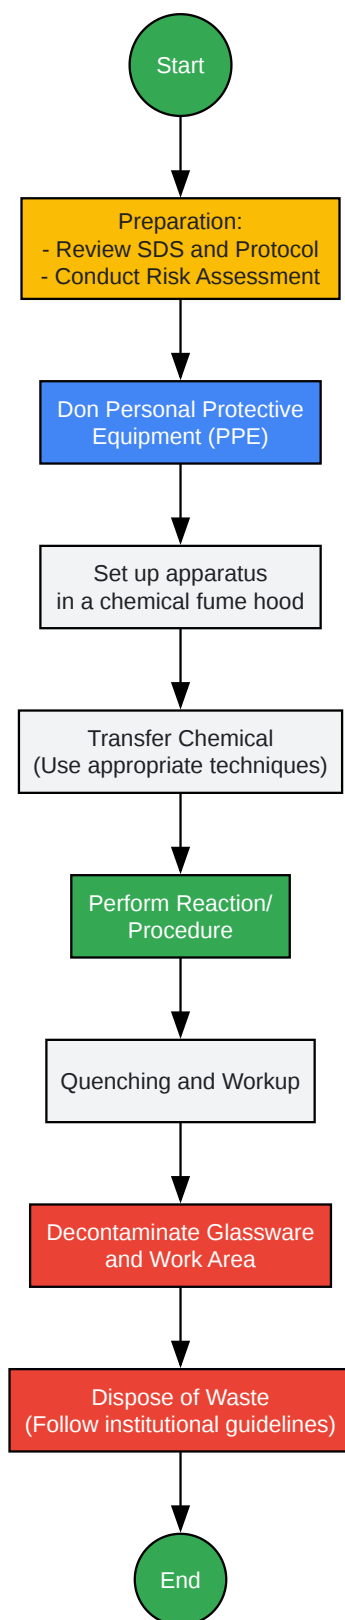 Start
Preparation:
- Review SDS and Protocol
- Conduct Risk Assessment
Don Personal Protective
Equipment (PPE)
Set up apparatus
in a chemical fume hood
Transfer Chemical
(Use appropriate techniques)
Perform Reaction/
Procedure
Quenching and Workup
Decontaminate Glassware
and Work Area
Dispose of Waste
(Follow institutional guidelines)
End